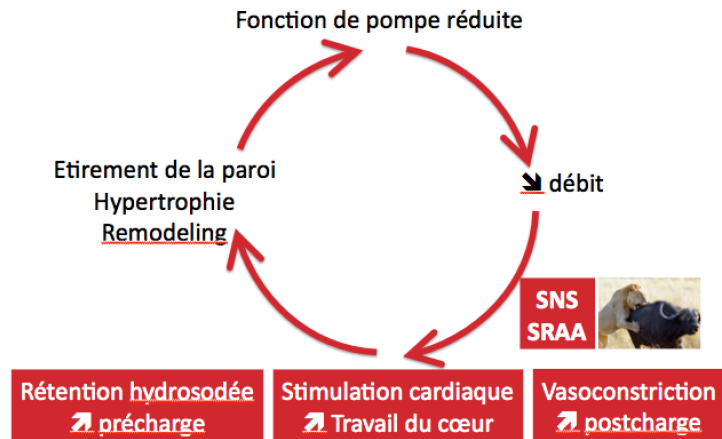 Fonction de pompe réduite
Etirement de la paroi
Hypertrophie
Remodeling
↘ débit
SNS
SRAA
Rétention hydrosodée
↗ précharge
Stimulation cardiaque
↗ Travail du cœur
Vasoconstriction
↗ postcharge